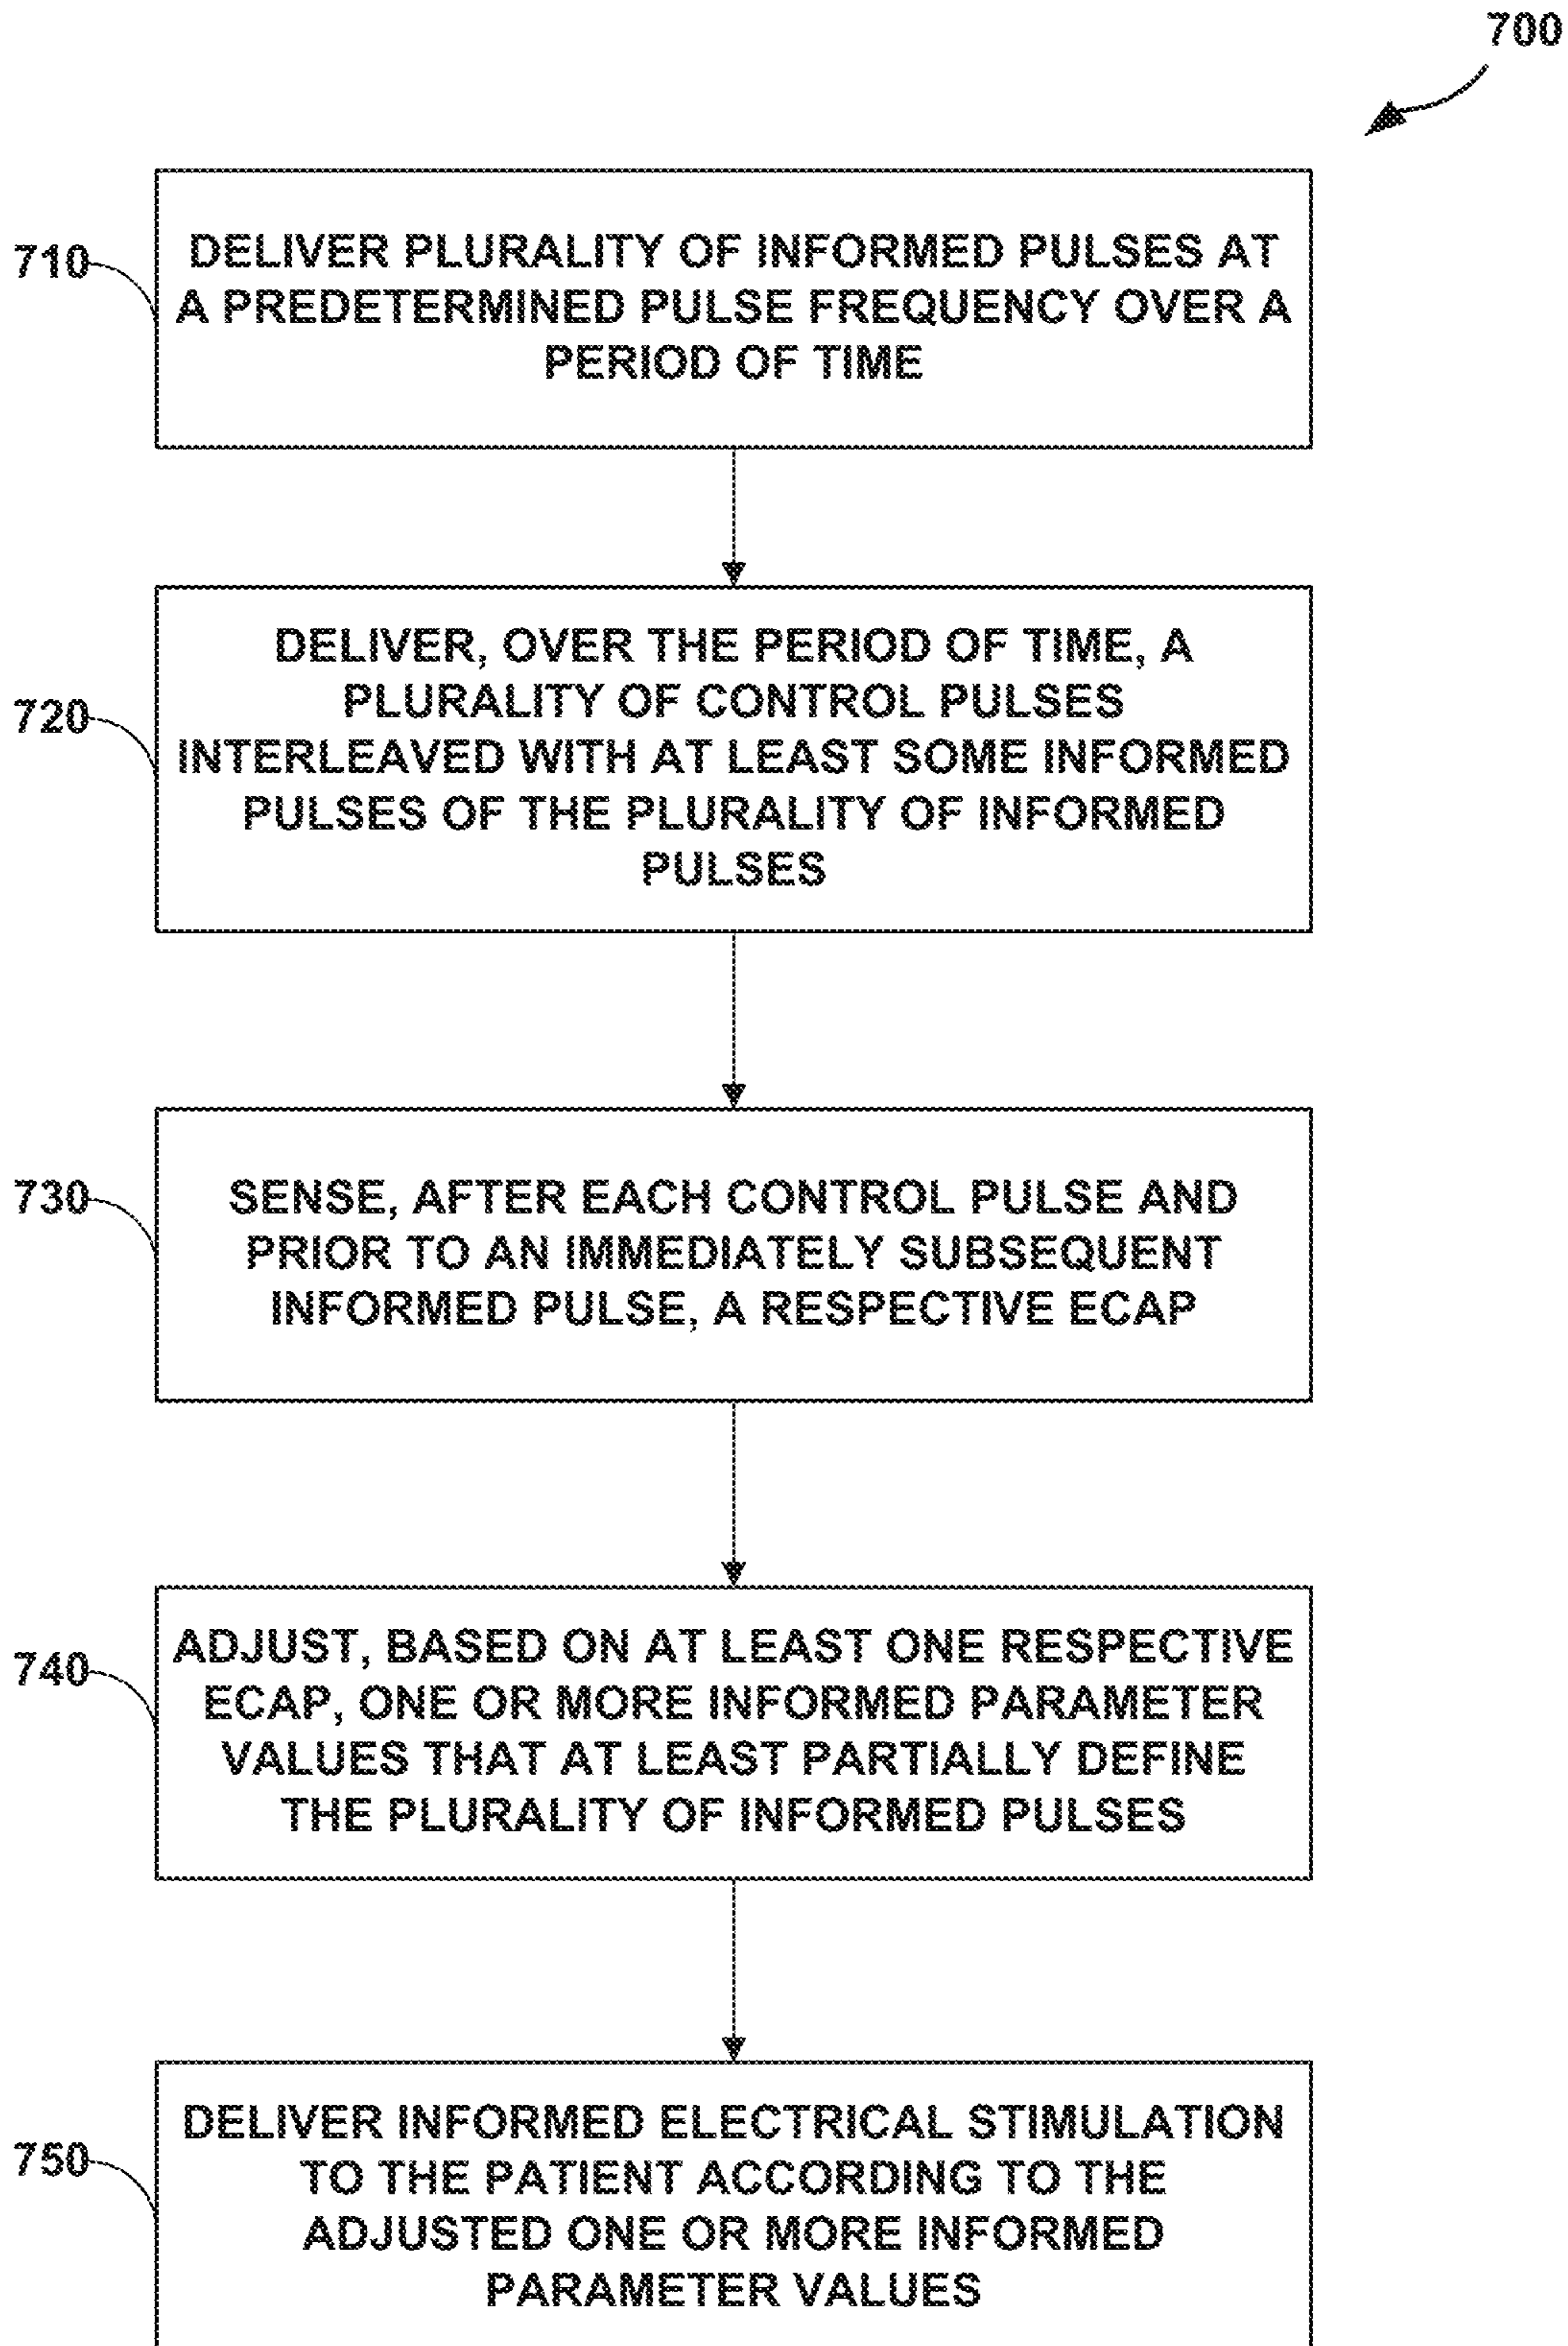 700
710
DELIVER PLURALITY OF INFORMED PULSES AT
A PREDETERMINED PULSE FREQUENCY OVER A
PERIOD OF TIME
720
DELIVER, OVER THE PERIOD OF TIME, A
PLURALITY OF CONTROL PULSES
INTERLEAVED WITH AT LEAST SOME INFORMED
PULSES OF THE PLURALITY OF INFORMED
PULSES
730
SENSE, AFTER EACH CONTROL PULSE AND
PRIOR TO AN IMMEDIATELY SUBSEQUENT
INFORMED PULSE, A RESPECTIVE ECAP
740
ADJUST, BASED ON AT LEAST ONE RESPECTIVE
ECAP, ONE OR MORE INFORMED PARAMETER
VALUES THAT AT LEAST PARTIALLY DEFINE
THE PLURALITY OF INFORMED PULSES
750
DELIVER INFORMED ELECTRICAL STIMULATION
TO THE PATIENT ACCORDING TO THE
ADJUSTED ONE OR MORE INFORMED
PARAMETER VALUES